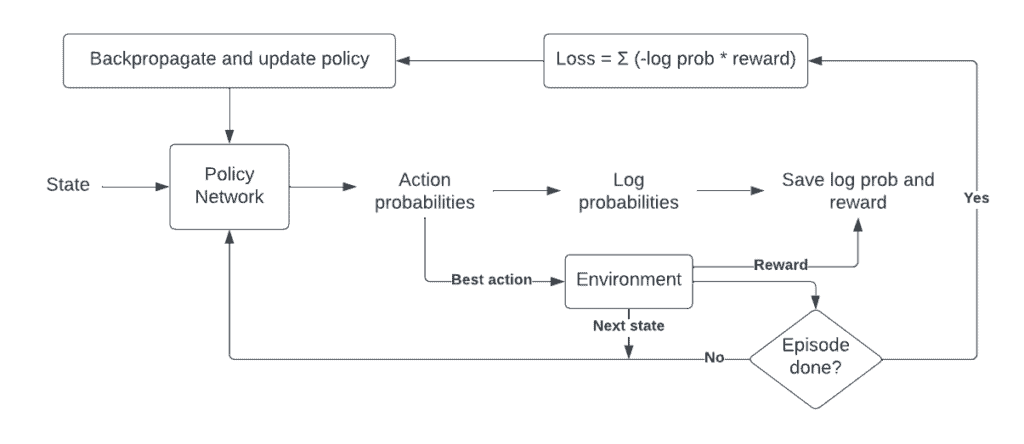 Backpropagate and update policy
Loss = Σ (-log prob * reward)
State
Policy
Network
Action
probabilities
Log
probabilities
Save log prob and
reward
Yes
Best action
Environment
Reward
Next state
Episode
done?
No